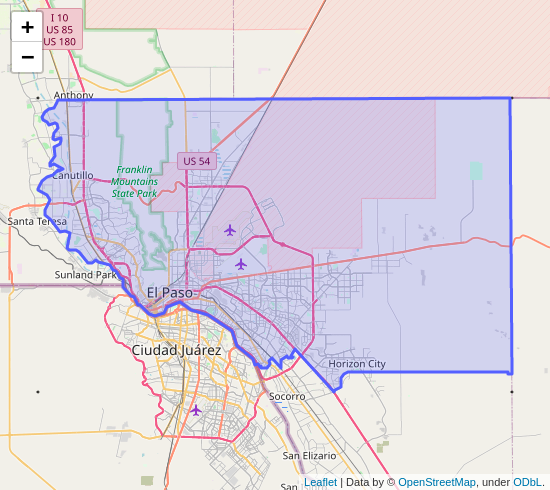 +
−
I 10
US 85
US 180
Anthony
US 54
Franklin
Mountains
State Park
Canutillo
Santa Teresa
Sunland Park
El Paso
Ciudad Juárez
Horizon City
Socorro
San Elizario
Leaflet | Data by © OpenStreetMap, under ODbL.